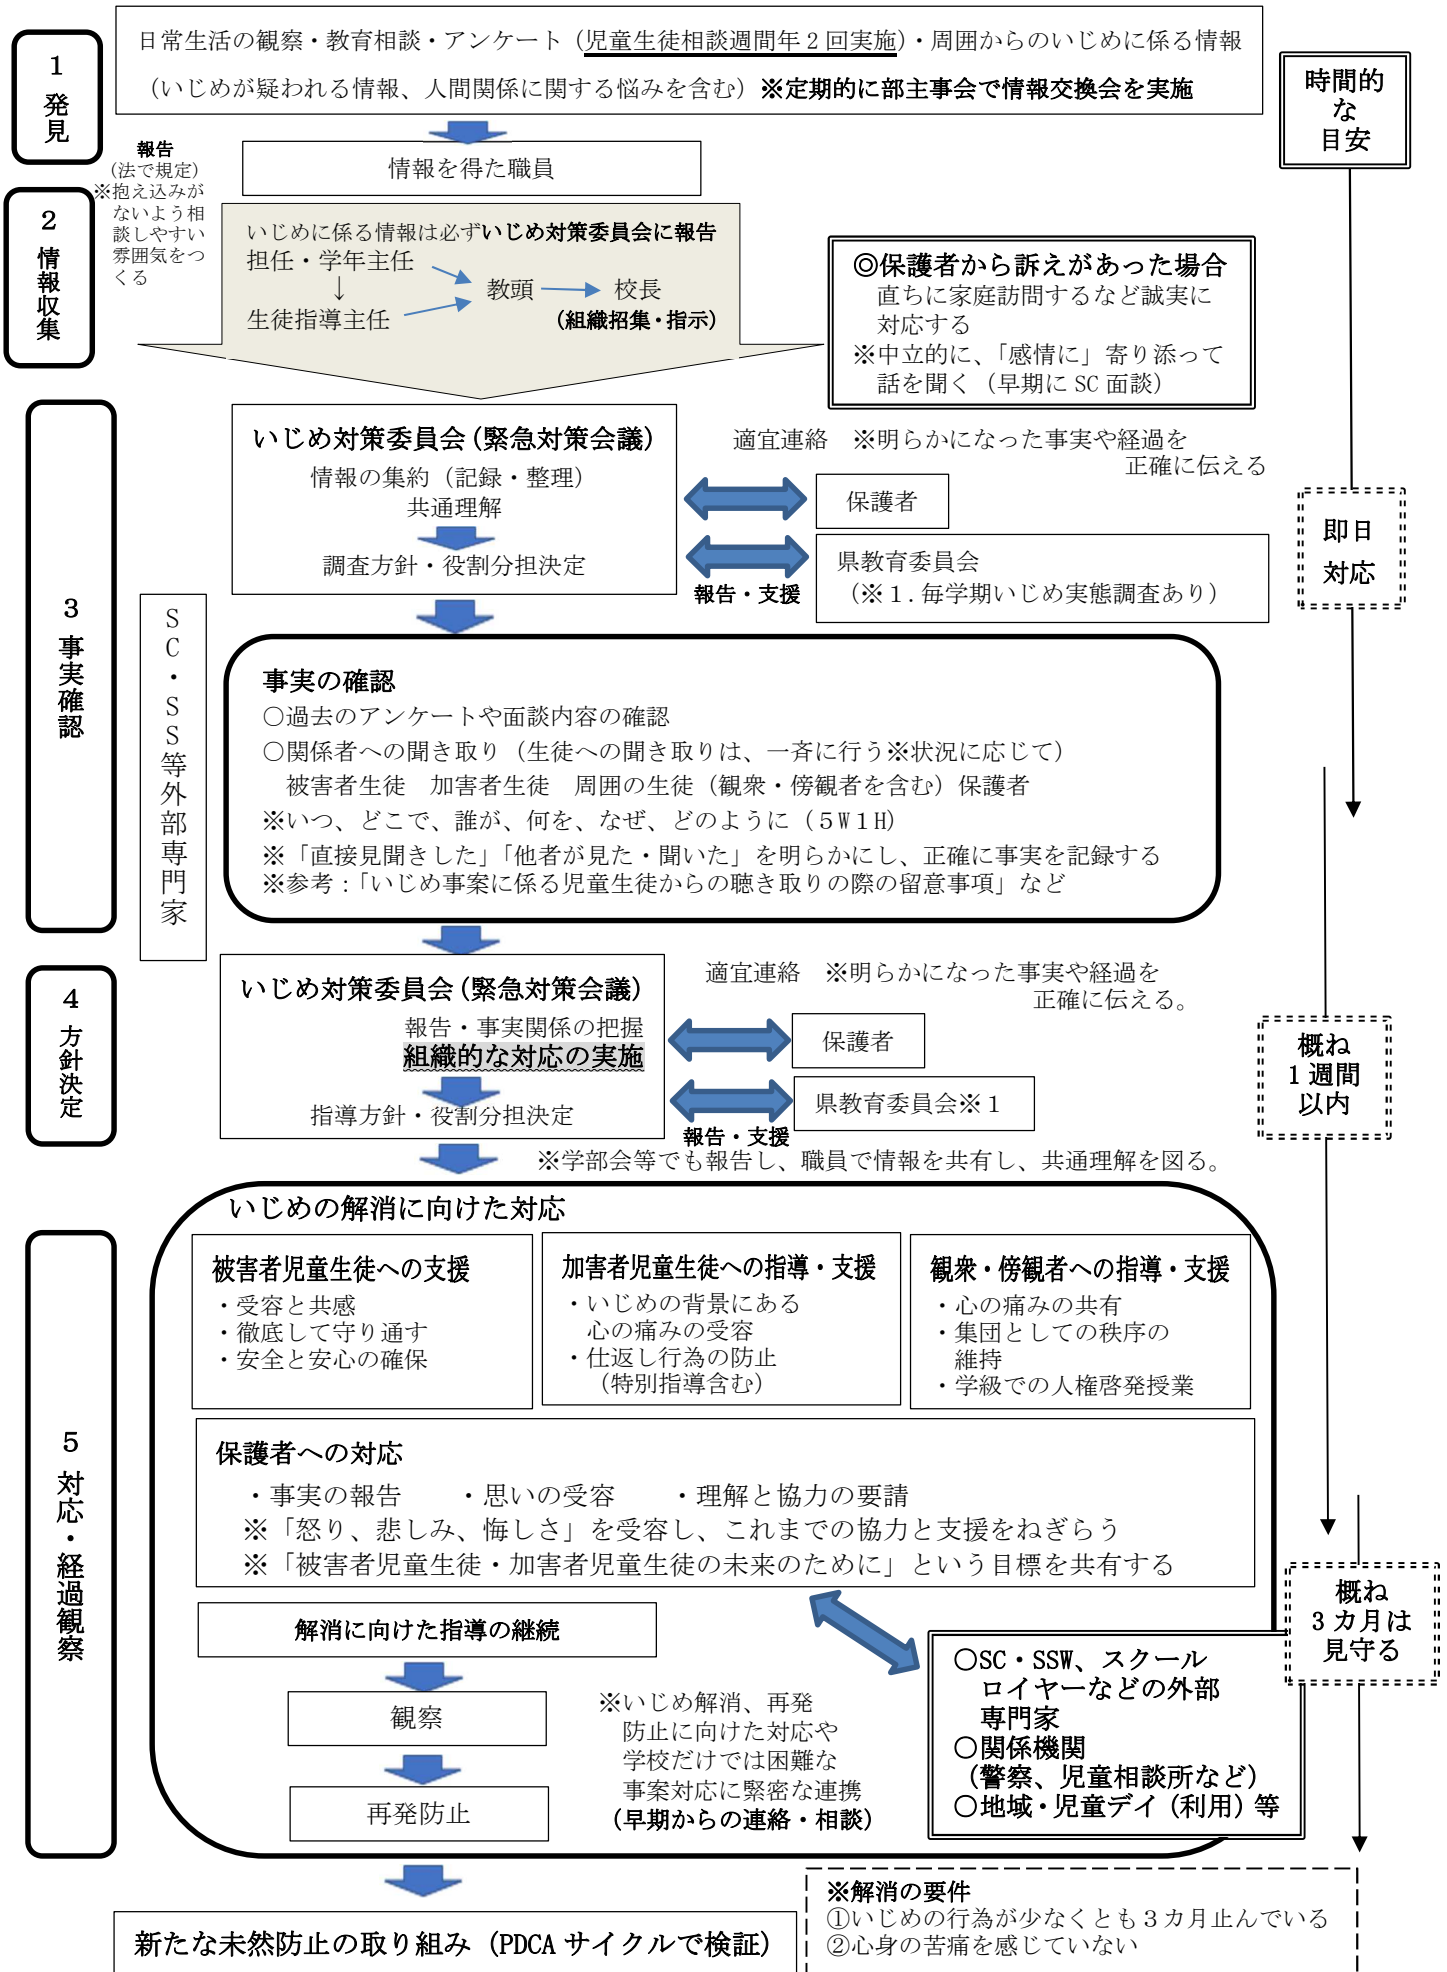 1
発見
日常生活の観察・教育相談・アンケート（児童生徒相談週間年２回実施）・周囲からのいじめに係る情報
（いじめが疑われる情報、人間関係に関する悩みを含む）※定期的に部主事会で情報交換会を実施
時間的
な
目安
報告
（法で規定）
※抱え込みが
ないよう相
談しやすい
雰囲気をつ
くる
情報を得た職員
2
情報収集
いじめに係る情報は必ずいじめ対策委員会に報告
担任・学年主任
↓
生徒指導主任
教頭
校長
（組織招集・指示）
◎保護者から訴えがあった場合
直ちに家庭訪問するなど誠実に
対応する
※中立的に、「感情に」寄り添って
話を聞く（早期に SC 面談）
3
事実確認
いじめ対策委員会（緊急対策会議）
情報の集約（記録・整理）
共通理解
調査方針・役割分担決定
適宜連絡　※明らかになった事実や経過を
正確に伝える
保護者
県教育委員会
（※１.毎学期いじめ実態調査あり）
報告・支援
即日
対応
SC・SS等外部専門家
事実の確認
○過去のアンケートや面談内容の確認
○関係者への聞き取り（生徒への聞き取りは、一斉に行う※状況に応じて）
被害者生徒　加害者生徒　周囲の生徒（観衆・傍観者を含む）保護者
※いつ、どこで、誰が、何を、なぜ、どのように（５W１H）
※「直接見聞きした」「他者が見た・聞いた」を明らかにし、正確に事実を記録する
※参考：「いじめ事案に係る児童生徒からの聴き取りの際の留意事項」など
4
方針決定
いじめ対策委員会（緊急対策会議）
報告・事実関係の把握
組織的な対応の実施
指導方針・役割分担決定
適宜連絡　※明らかになった事実や経過を
正確に伝える。
保護者
県教育委員会※１
報告・支援
概ね
1 週間
以内
※学部会等でも報告し、職員で情報を共有し、共通理解を図る。
5
対応・経過観察
いじめの解消に向けた対応
被害者児童生徒への支援
・受容と共感
・徹底して守り通す
・安全と安心の確保
加害者児童生徒への指導・支援
・いじめの背景にある
心の痛みの受容
・仕返し行為の防止
（特別指導含む）
観衆・傍観者への指導・支援
・心の痛みの共有
・集団としての秩序の
維持
・学級での人権啓発授業
保護者への対応
・事実の報告　　・思いの受容　　・理解と協力の要請
※「怒り、悲しみ、悔しさ」を受容し、これまでの協力と支援をねぎらう
※「被害者児童生徒・加害者児童生徒の未来のために」という目標を共有する
概ね
3 カ月は
見守る
解消に向けた指導の継続
観察
再発防止
※いじめ解消、再発
防止に向けた対応や
学校だけでは困難な
事案対応に緊密な連携
（早期からの連絡・相談）
○SC・SSW、スクール
ロイヤーなどの外部
専門家
○関係機関
（警察、児童相談所など）
○地域・児童デイ（利用）等
新たな未然防止の取り組み（PDCA サイクルで検証）
※解消の要件
①いじめの行為が少なくとも３カ月止んでいる
②心身の苦痛を感じていない